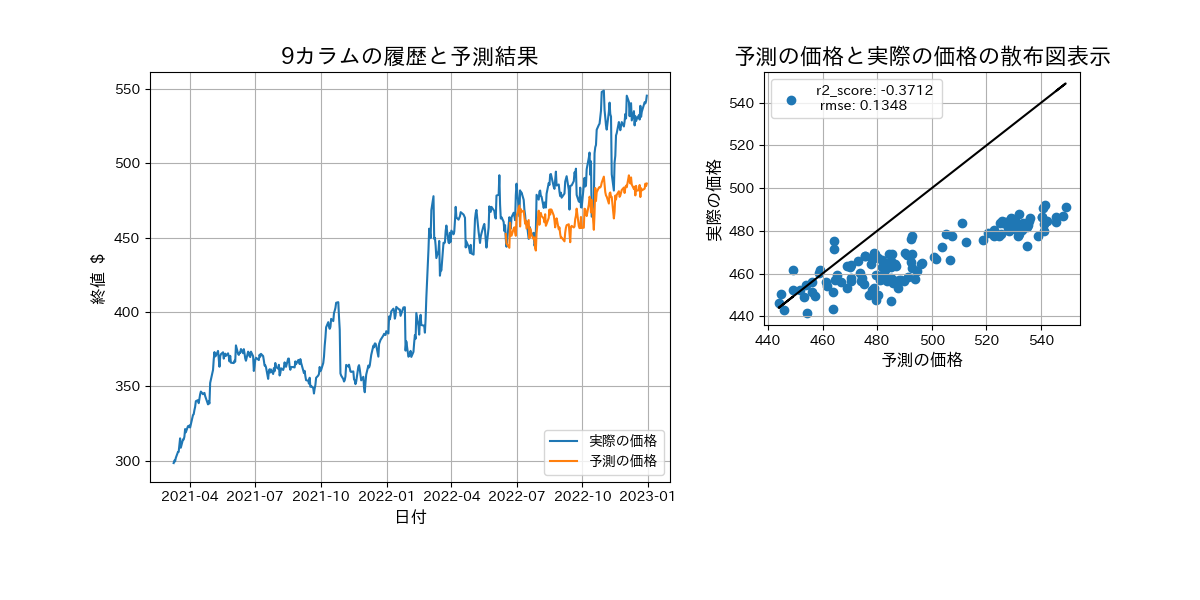 9カラムの履歴と予測結果
550
500
450
400
350
300
終値 $
2021-04 2021-07 2021-10 2022-01 2022-04 2022-07 2022-10 2023-01
日付
実際の価格
予測の価格
予測の価格と実際の価格の散布図表示
r2_score: -0.3712
rmse: 0.1348
540
520
500
480
460
440
実際の価格
440 460 480 500 520 540
予測の価格